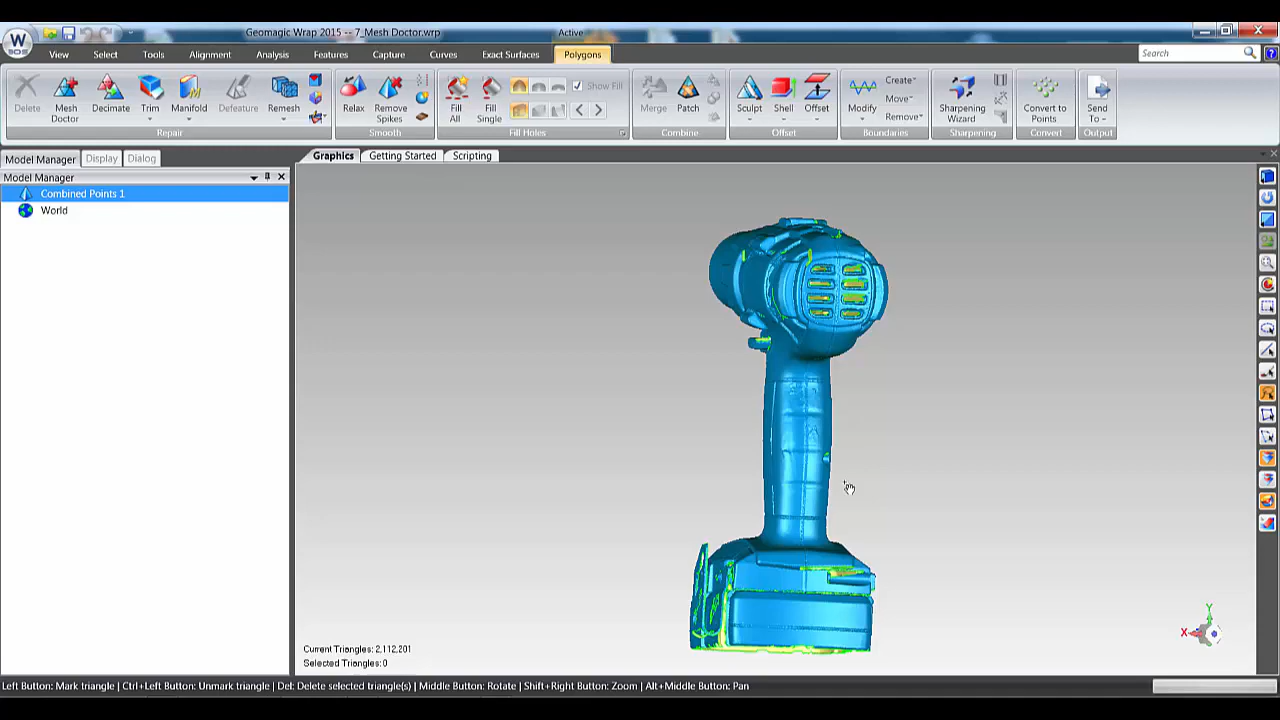 Geomagic Wrap 2015 -- 7_Mesh Doctor.wrp
Active
View Select Tools Alignment Analysis Features Capture Curves Exact Surfaces Polygons
Search
Delete Mesh Doctor Decimate Trim Manifold Defeature Remesh
Repair
Relax Remove Spikes
Smooth
Fill All Fill Single Show Fill
Fill Holes
Merge Patch
Combine
Sculpt Shell Offset
Offset
Modify Create Move Remove
Boundaries
Sharpening Wizard
Sharpening
Convert to Points
Convert
Send To
Output
Model Manager Display Dialog
Graphics Getting Started Scripting
Model Manager
Combined Points 1
World
Y
X
Current Triangles: 2,112,201
Selected Triangles: 0
Left Button: Mark triangle | Ctrl+Left Button: Unmark triangle | Del: Delete selected triangle(s) | Middle Button: Rotate | Shift+Right Button: Zoom | Alt+Middle Button: Pan